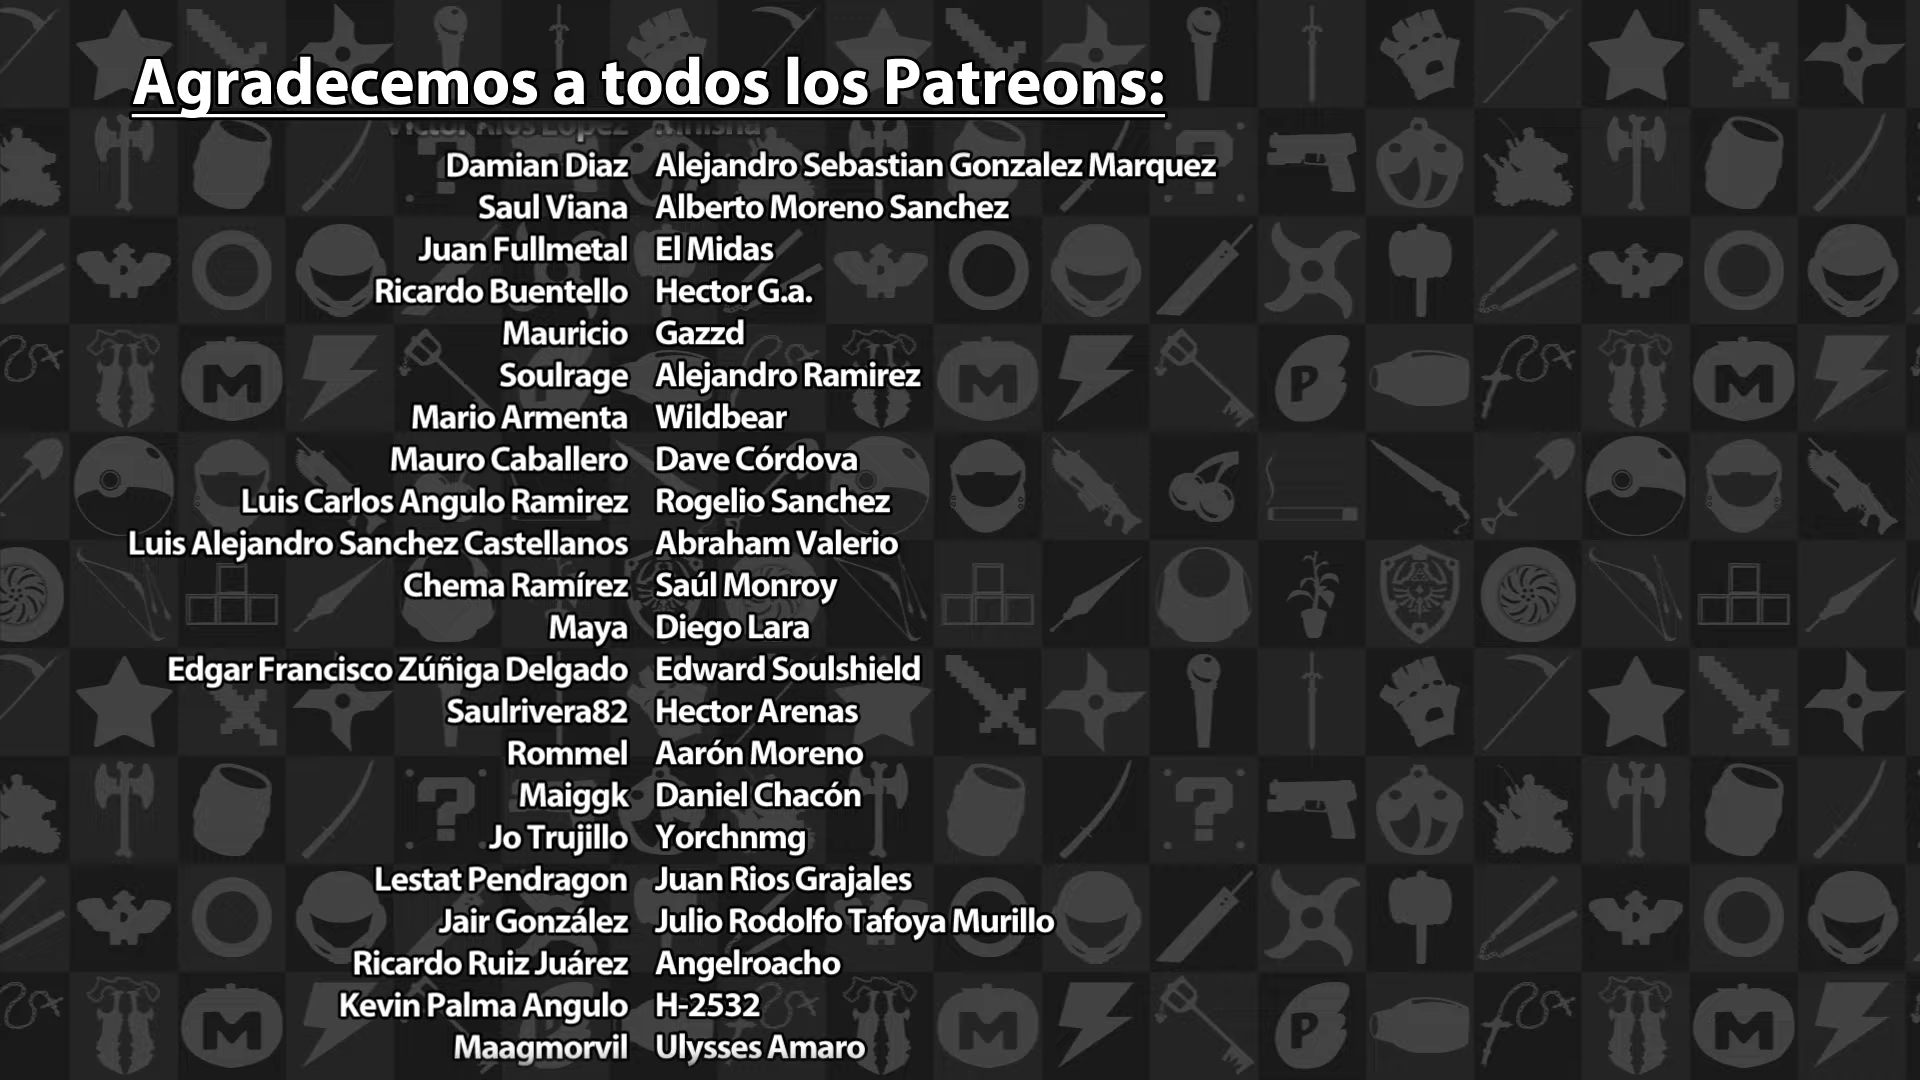 Agradecemos a todos los Patreons:
Victor Rios Lopez
Damian Diaz Alejandro Sebastian Gonzalez Marquez
Saul Viana Alberto Moreno Sanchez
Juan Fullmetal El Midas
Ricardo Buentello Hector G.a.
Mauricio Gazzd
Soulrage Alejandro Ramirez
Mario Armenta Wildbear
Mauro Caballero Dave Córdova
Luis Carlos Angulo Ramirez Rogelio Sanchez
Luis Alejandro Sanchez Castellanos Abraham Valerio
Chema Ramírez Saúl Monroy
Maya Diego Lara
Edgar Francisco Zúñiga Delgado Edward Soulshield
Saulrivera82 Hector Arenas
Rommel Aarón Moreno
Maiggk Daniel Chacón
Jo Trujillo Yorchnmg
Lestat Pendragon Juan Rios Grajales
Jair González Julio Rodolfo Tafoya Murillo
Ricardo Ruiz Juárez Angelroacho
Kevin Palma Angulo H-2532
Maagmorvil Ulysses Amaro